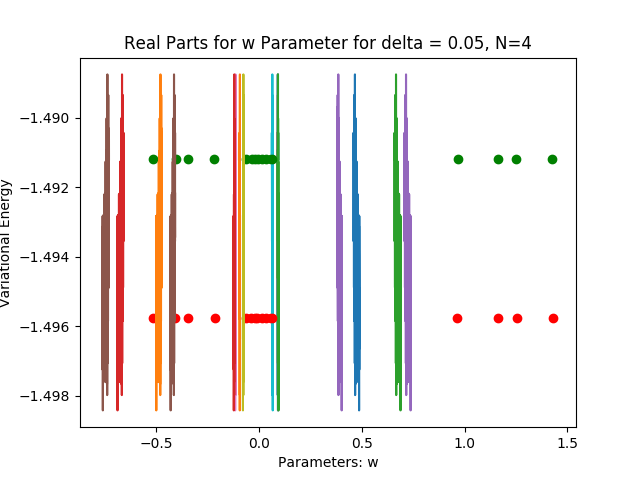 Real Parts for w Parameter for delta = 0.05, N=4
Variational Energy
−1.490
−1.492
−1.494
−1.496
−1.498
−0.5 0.0 0.5 1.0 1.5
Parameters: w